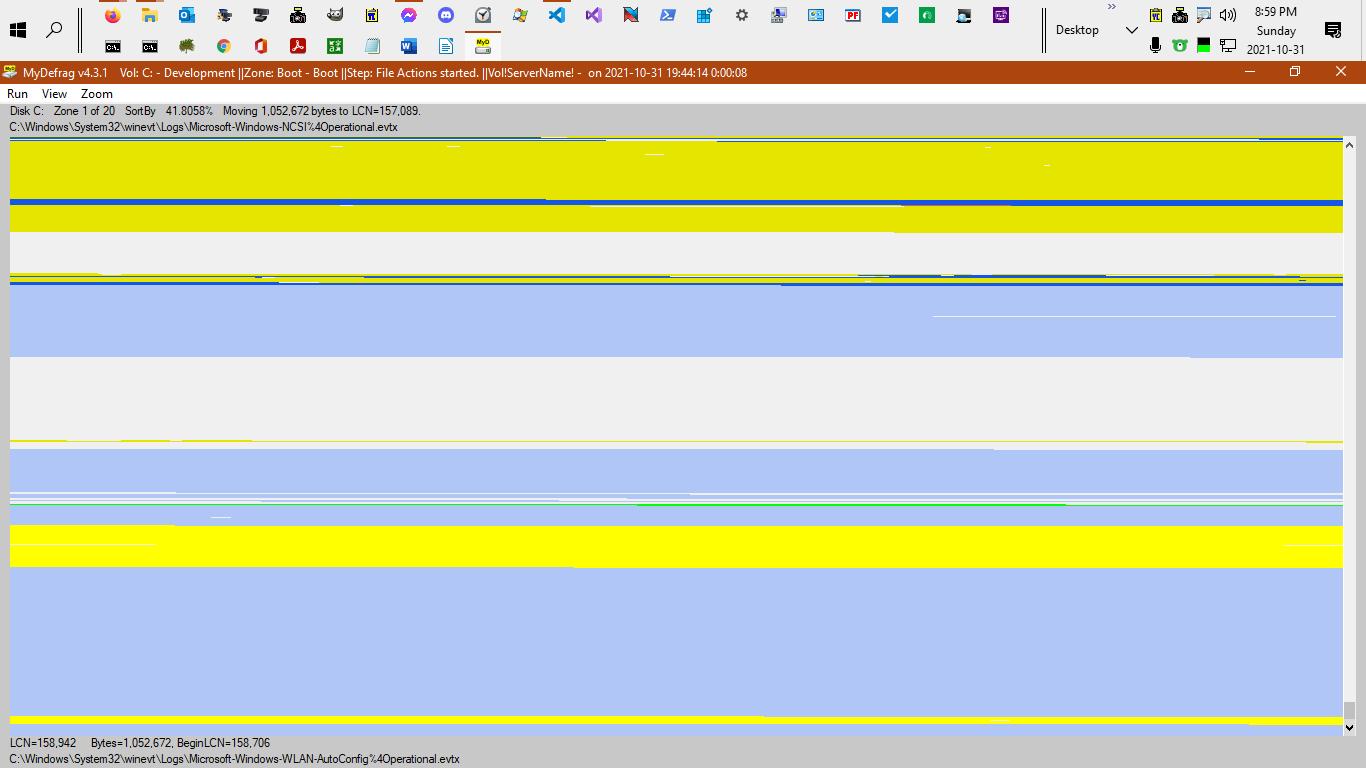 8:59 PM
Desktop
Sunday
2021-10-31
MyDefrag v4.3.1 Vol: C: - Development ||Zone: Boot - Boot ||Step: File Actions started. ||Vol!ServerName! - on 2021-10-31 19:44:14 0:00:08
Run View Zoom
Disk C: Zone 1 of 20 SortBy 41.8058% Moving 1,052,672 bytes to LCN=157,089.
C:\Windows\System32\winevt\Logs\Microsoft-Windows-NCSI%4Operational.evtx
LCN=158,942 Bytes=1,052,672, BeginLCN=158,706
C:\Windows\System32\winevt\Logs\Microsoft-Windows-WLAN-AutoConfig%4Operational.evtx